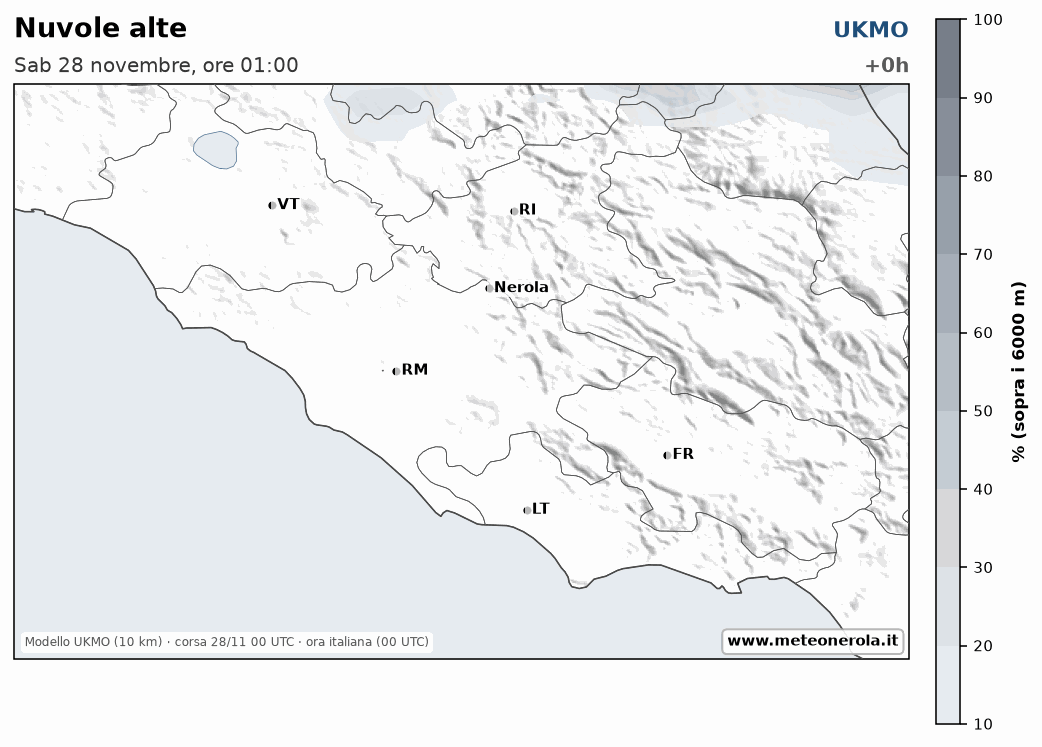 Nuvole alte
UKMO
Sab 28 novembre, ore 01:00
+0h
VT
RI
Nerola
RM
FR
LT
Modello UKMO (10 km) · corsa 28/11 00 UTC · ora italiana (00 UTC)
www.meteonerola.it
100
90
80
70
60
50
40
30
20
10
% (sopra i 6000 m)